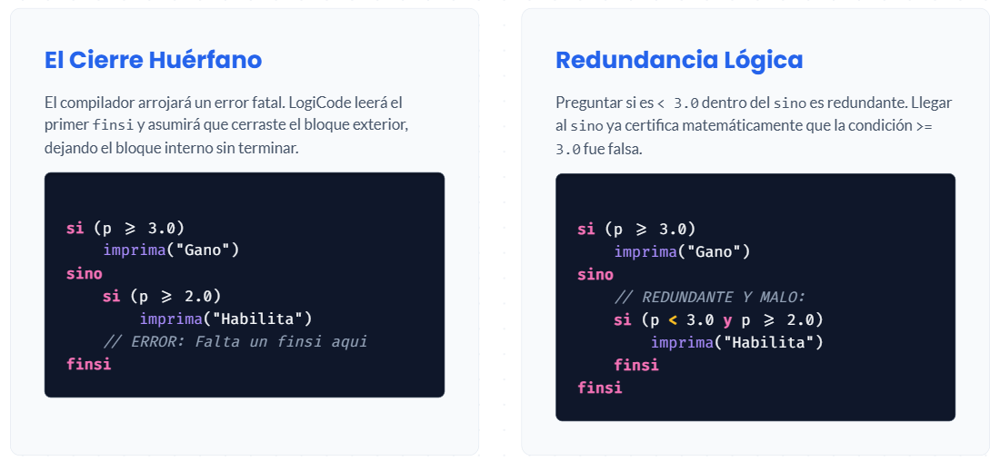 El Cierre Huérfano
El compilador arrojará un error fatal. LogiCode leerá el
primer finsi y asumirá que cerraste el bloque exterior,
dejando el bloque interno sin terminar.
si (p >= 3.0)
    imprima("Gano")
sino
    si (p >= 2.0)
        imprima("Habilita")
    // ERROR: Falta un finsi aqui
finsi
Redundancia Lógica
Preguntar si es < 3.0 dentro del sino es redundante. Llegar
al sino ya certifica matemáticamente que la condición >=
3.0 fue falsa.
si (p >= 3.0)
    imprima("Gano")
sino
    // REDUNDANTE Y MALO:
    si (p < 3.0 y p >= 2.0)
        imprima("Habilita")
    finsi
finsi